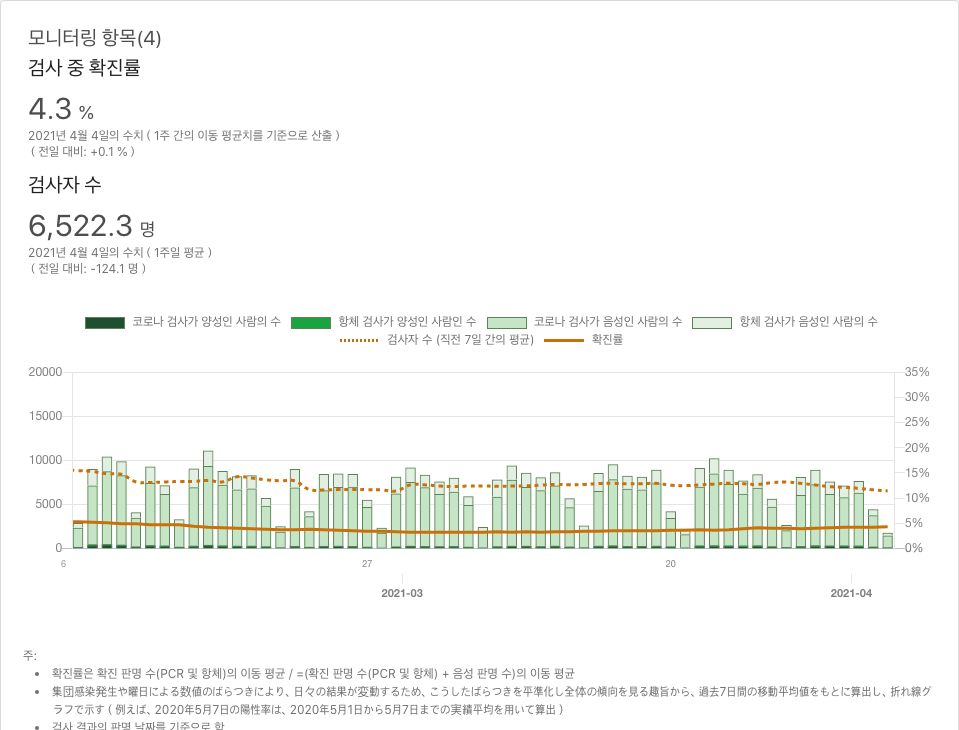 모니터링 항목(4)
검사 중 확진률
4.3 %
2021년 4월 4일의 수치 ( 1주 간의 이동 평균치를 기준으로 산출 )
( 전일 대비: +0.1 % )
검사자 수
6,522.3 명
2021년 4월 4일의 수치 ( 1주일 평균 )
( 전일 대비: -124.1 명 )
코로나 검사가 양성인 사람의 수 항체 검사가 양성인 사람인 수 코로나 검사가 음성인 사람의 수 항체 검사가 음성인 사람의 수
검사자 수 (직전 7일 간의 평균) 확진률
20000 35%
30%
15000 25%
20%
10000 15%
10%
5000 5%
0 0%
6 27 20
2021-03 2021-04
주:
• 확진률은 확진 판명 수(PCR 및 항체)의 이동 평균 / =(확진 판명 수(PCR 및 항체) + 음성 판명 수)의 이동 평균
• 集団感染発生や曜日による数値のばらつきにより、日々の結果が変動するため、こうしたばらつきを平準化し全体の傾向を見る趣旨から、過去7日間の移動平均値をもとに算出し、折れ線グ
ラフで示す ( 例えば、2020年5月7日の陽性率は、2020年5月1日から5月7日までの実績平均を用いて算出 )
• 검사 결과의 판명 날짜를 기준으로 함